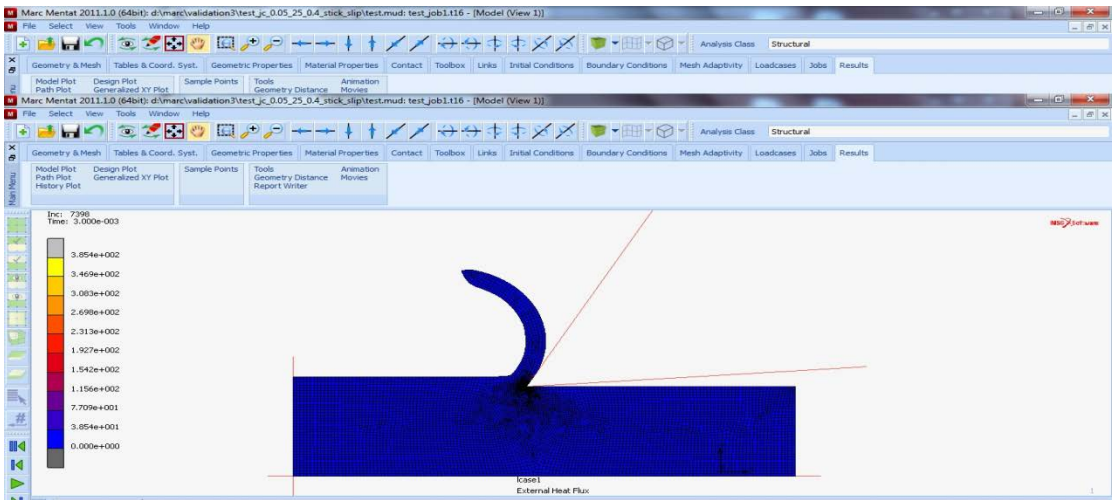 Marc Mentat 2011.1.0 (64bit): d:\marc\validation3\test_jc_0.05_25_0.4_stick_slip\test.mud: test_job1.t16 - [Model (View 1)]
File Select View Tools Window Help
Analysis Class Structural
Geometry & Mesh Tables & Coord. Syst. Geometric Properties Material Properties Contact Toolbox Links Initial Conditions Boundary Conditions Mesh Adaptivity Loadcases Jobs Results
Model Plot Design Plot Sample Points Tools Animation
Path Plot Generalized XY Plot Geometry Distance Movies
Marc Mentat 2011.1.0 (64bit): d:\marc\validation3\test_jc_0.05_25_0.4_stick_slip\test.mud: test_job1.t16 - [Model (View 1)]
File Select View Tools Window Help
Analysis Class Structural
Geometry & Mesh Tables & Coord. Syst. Geometric Properties Material Properties Contact Toolbox Links Initial Conditions Boundary Conditions Mesh Adaptivity Loadcases Jobs Results
Model Plot Design Plot Sample Points Tools Animation
Path Plot Generalized XY Plot Geometry Distance Movies
History Plot Report Writer
Main Menu
Inc: 7398
Time: 3.000e-003
MSC Software
3.854e+002
3.469e+002
3.083e+002
2.698e+002
2.313e+002
1.927e+002
1.542e+002
1.156e+002
7.709e+001
3.854e+001
0.000e+000
lcase1
External Heat Flux
1